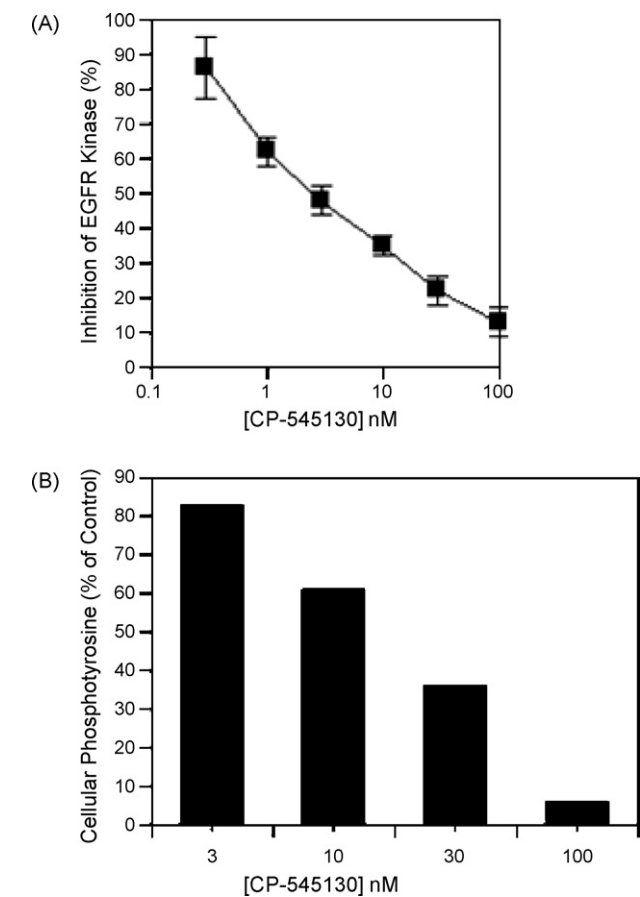 (A)
Inhibition of EGFR Kinase (%)
100
90
80
70
60
50
40
30
20
10
0
0.1 1 10 100
[CP-545130] nM
(B)
Cellular Phosphotyrosine (% of Control)
90
80
70
60
50
40
30
20
10
0
3 10 30 100
[CP-545130] nM